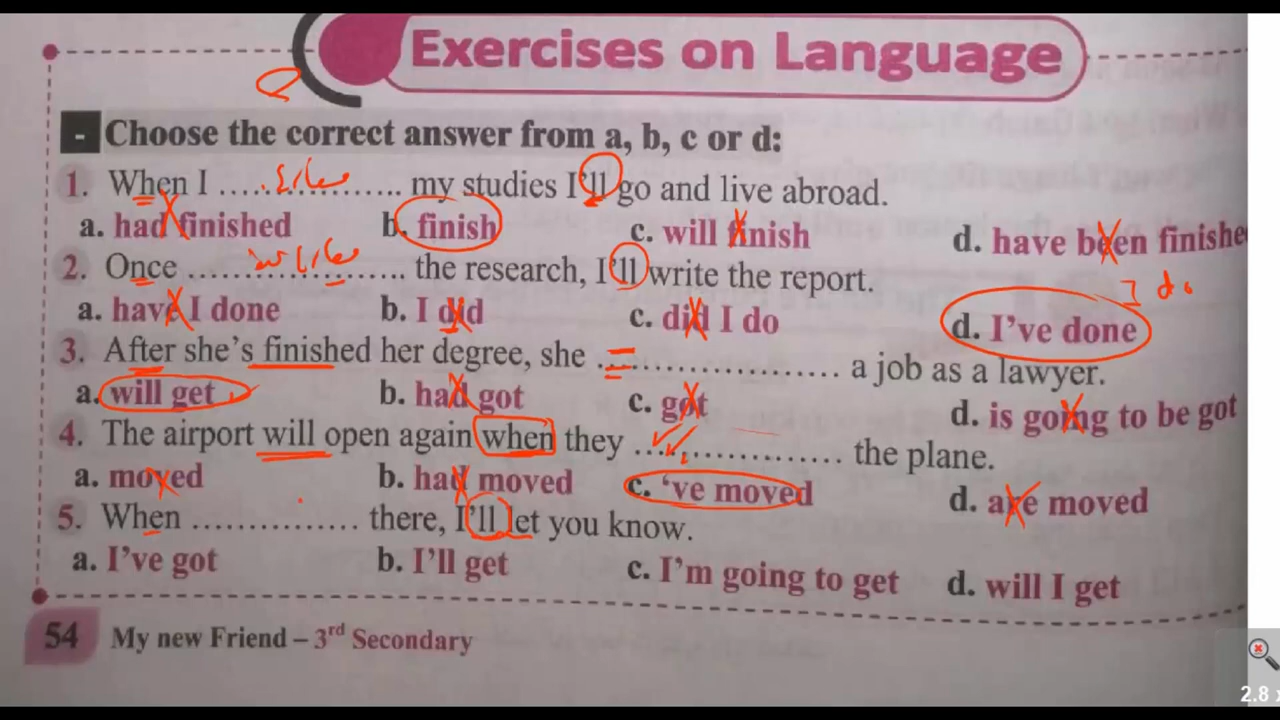 Exercises on Language
- Choose the correct answer from a, b, c or d:
1. When I .................... my studies I'll go and live abroad.
a. had finished b. finish c. will finish d. have been finishe
2. Once .................... the research, I'll write the report.
a. have I done b. I did c. did I do d. I've done
3. After she's finished her degree, she .................... a job as a lawyer.
a. will get b. had got c. got d. is going to be got
4. The airport will open again when they .................... the plane.
a. moved b. had moved c. 've moved d. are moved
5. When .................... there, I'll let you know.
a. I've got b. I'll get c. I'm going to get d. will I get
54 My new Friend – 3rd Secondary
2.8 x